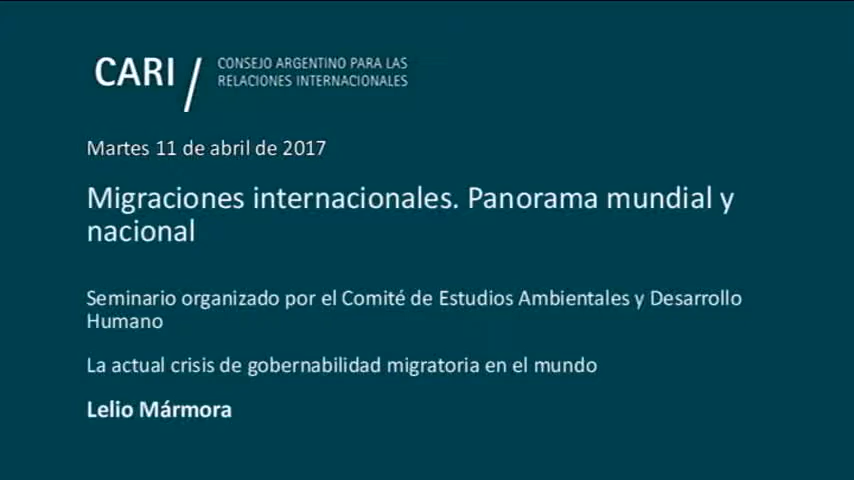 CARI
CONSEJO ARGENTINO PARA LAS
RELACIONES INTERNACIONALES
Martes 11 de abril de 2017
Migraciones internacionales. Panorama mundial y
nacional
Seminario organizado por el Comité de Estudios Ambientales y Desarrollo
Humano
La actual crisis de gobernabilidad migratoria en el mundo
Lelio Mármora